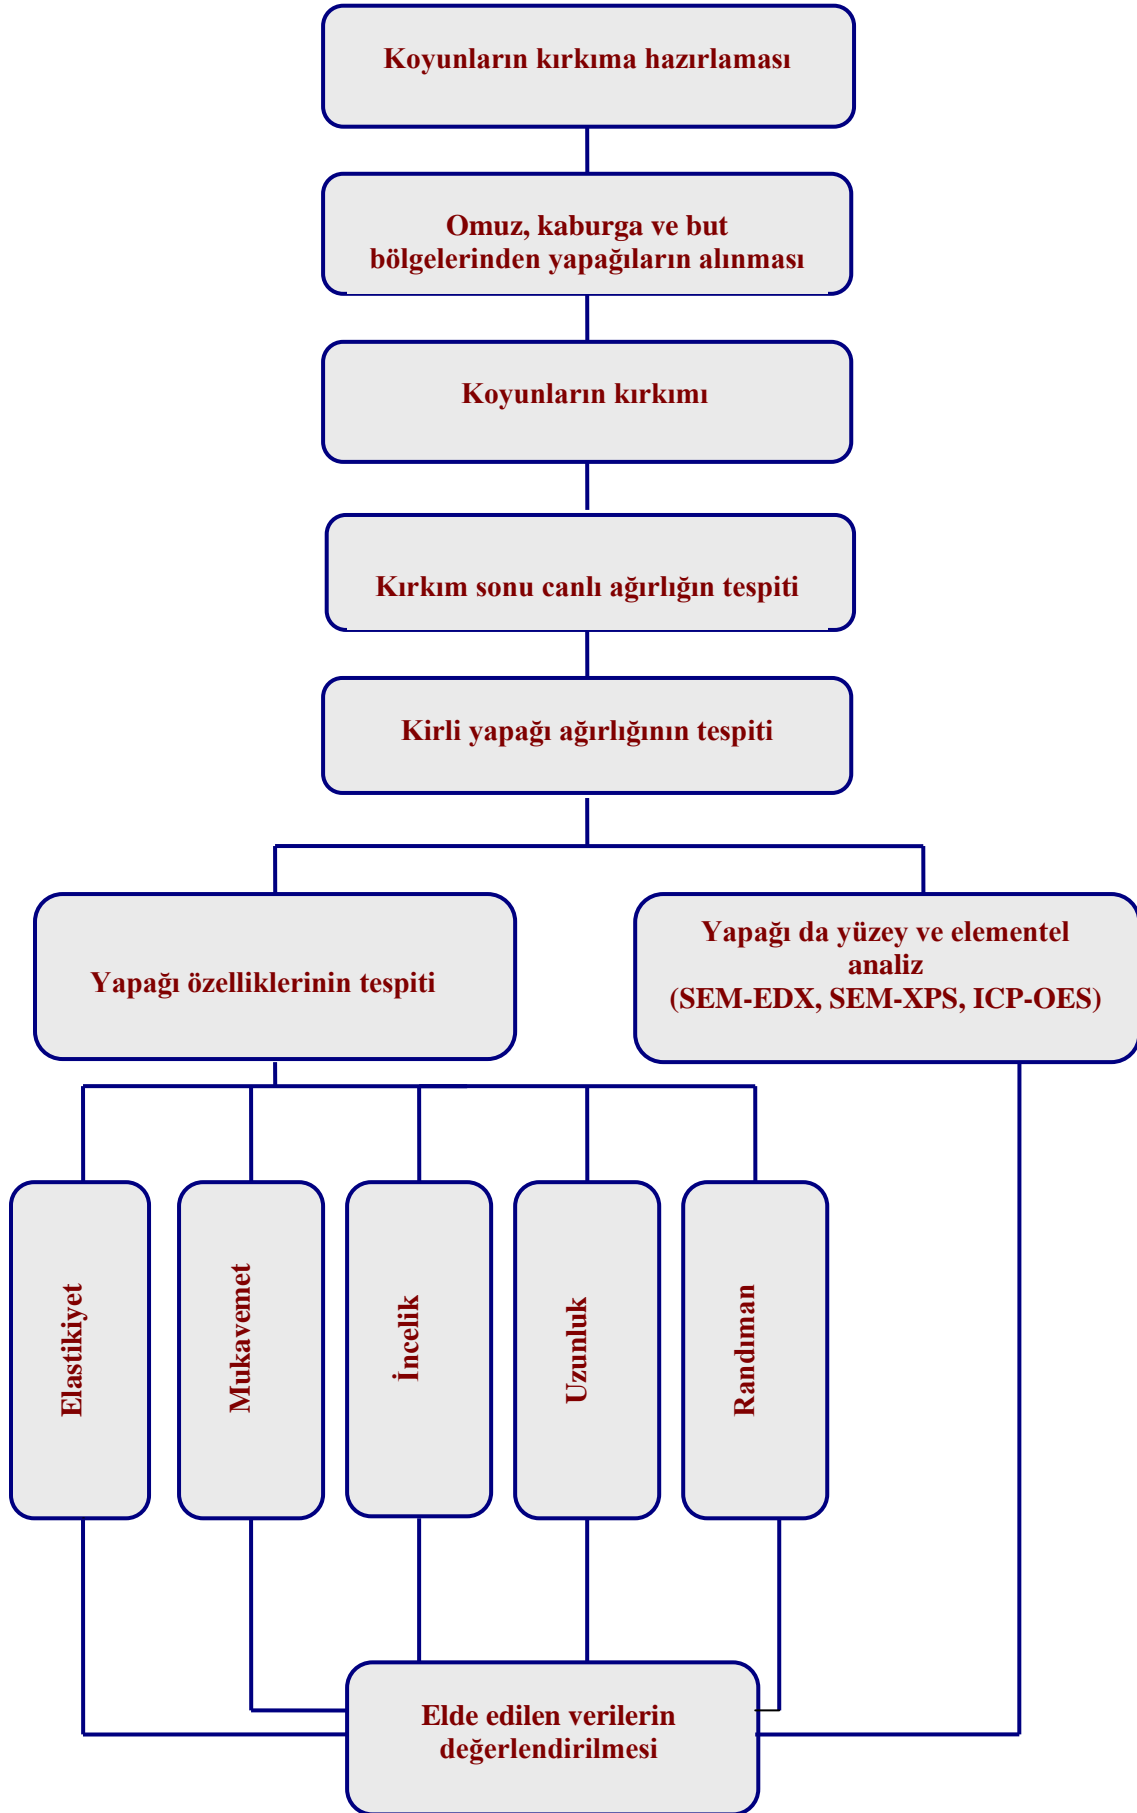 Koyunların kırkıma hazırlaması
Omuz, kaburga ve but
bölgelerinden yapağıların alınması
Koyunların kırkımı
Kırkım sonu canlı ağırlığın tespiti
Kirli yapağı ağırlığının tespiti
Yapağı özelliklerinin tespiti
Yapağı da yüzey ve elementel
analiz
(SEM-EDX, SEM-XPS, ICP-OES)
Elastikiyet
Mukavemet
İncelik
Uzunluk
Randıman
Elde edilen verilerin
değerlendirilmesi